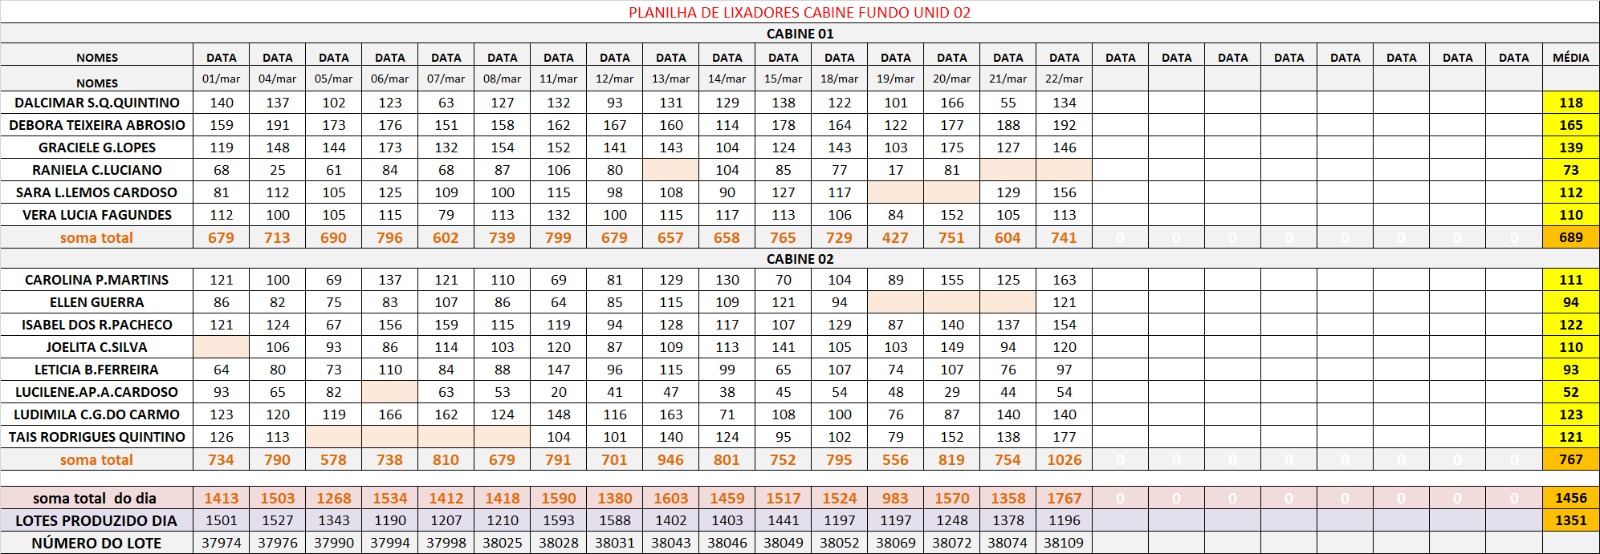 PLANILHA DE LIXADORES CABINE FUNDO UNID 02
CABINE 01
NOMES DATA DATA DATA DATA DATA DATA DATA DATA DATA DATA DATA DATA DATA DATA DATA DATA DATA DATA DATA DATA DATA DATA DATA DATA MÉDIA
NOMES 01/mar 04/mar 05/mar 06/mar 07/mar 08/mar 11/mar 12/mar 13/mar 14/mar 15/mar 18/mar 19/mar 20/mar 21/mar 22/mar
DALCIMAR S.Q.QUINTINO 140 137 102 123 63 127 132 93 131 129 138 122 101 166 55 134 118
DEBORA TEIXEIRA ABROSIO 159 191 173 176 151 158 162 167 160 114 178 164 122 177 188 192 165
GRACIELE G.LOPES 119 148 144 173 132 154 152 141 143 104 124 143 103 175 127 146 139
RANIELA C.LUCIANO 68 25 61 84 68 87 106 80 104 85 77 17 81 73
SARA L.LEMOS CARDOSO 81 112 105 125 109 100 115 98 108 90 127 117 129 156 112
VERA LUCIA FAGUNDES 112 100 105 115 79 113 132 100 115 117 113 106 84 152 105 113 110
soma total 679 713 690 796 602 739 799 679 657 658 765 729 427 751 604 741 0 0 0 0 0 0 0 0 689
CABINE 02
CAROLINA P.MARTINS 121 100 69 137 121 110 69 81 129 130 70 104 89 155 125 163 111
ELLEN GUERRA 86 82 75 83 107 86 64 85 115 109 121 94 121 94
ISABEL DOS R.PACHECO 121 124 67 156 159 115 119 94 128 117 107 129 87 140 137 154 122
JOELITA C.SILVA 106 93 86 114 103 120 87 109 113 141 105 103 149 94 120 110
LETICIA B.FERREIRA 64 80 73 110 84 88 147 96 115 99 65 107 74 107 76 97 93
LUCILENE.AP.A.CARDOSO 93 65 82 63 53 20 41 47 38 45 54 48 29 44 54 52
LUDIMILA C.G.DO CARMO 123 120 119 166 162 124 148 116 163 71 108 100 76 87 140 140 123
TAIS RODRIGUES QUINTINO 126 113 104 101 140 124 95 102 79 152 138 177 121
soma total 734 790 578 738 810 679 791 701 946 801 752 795 556 819 754 1026 0 0 0 0 0 0 0 0 767
soma total do dia 1413 1503 1268 1534 1412 1418 1590 1380 1603 1459 1517 1524 983 1570 1358 1767 0 0 0 0 0 0 0 0 1456
LOTES PRODUZIDO DIA 1501 1527 1343 1190 1207 1210 1593 1588 1402 1403 1441 1197 1197 1248 1378 1196 1351
NÚMERO DO LOTE 37974 37976 37990 37994 37998 38025 38028 38031 38043 38046 38049 38052 38069 38072 38074 38109